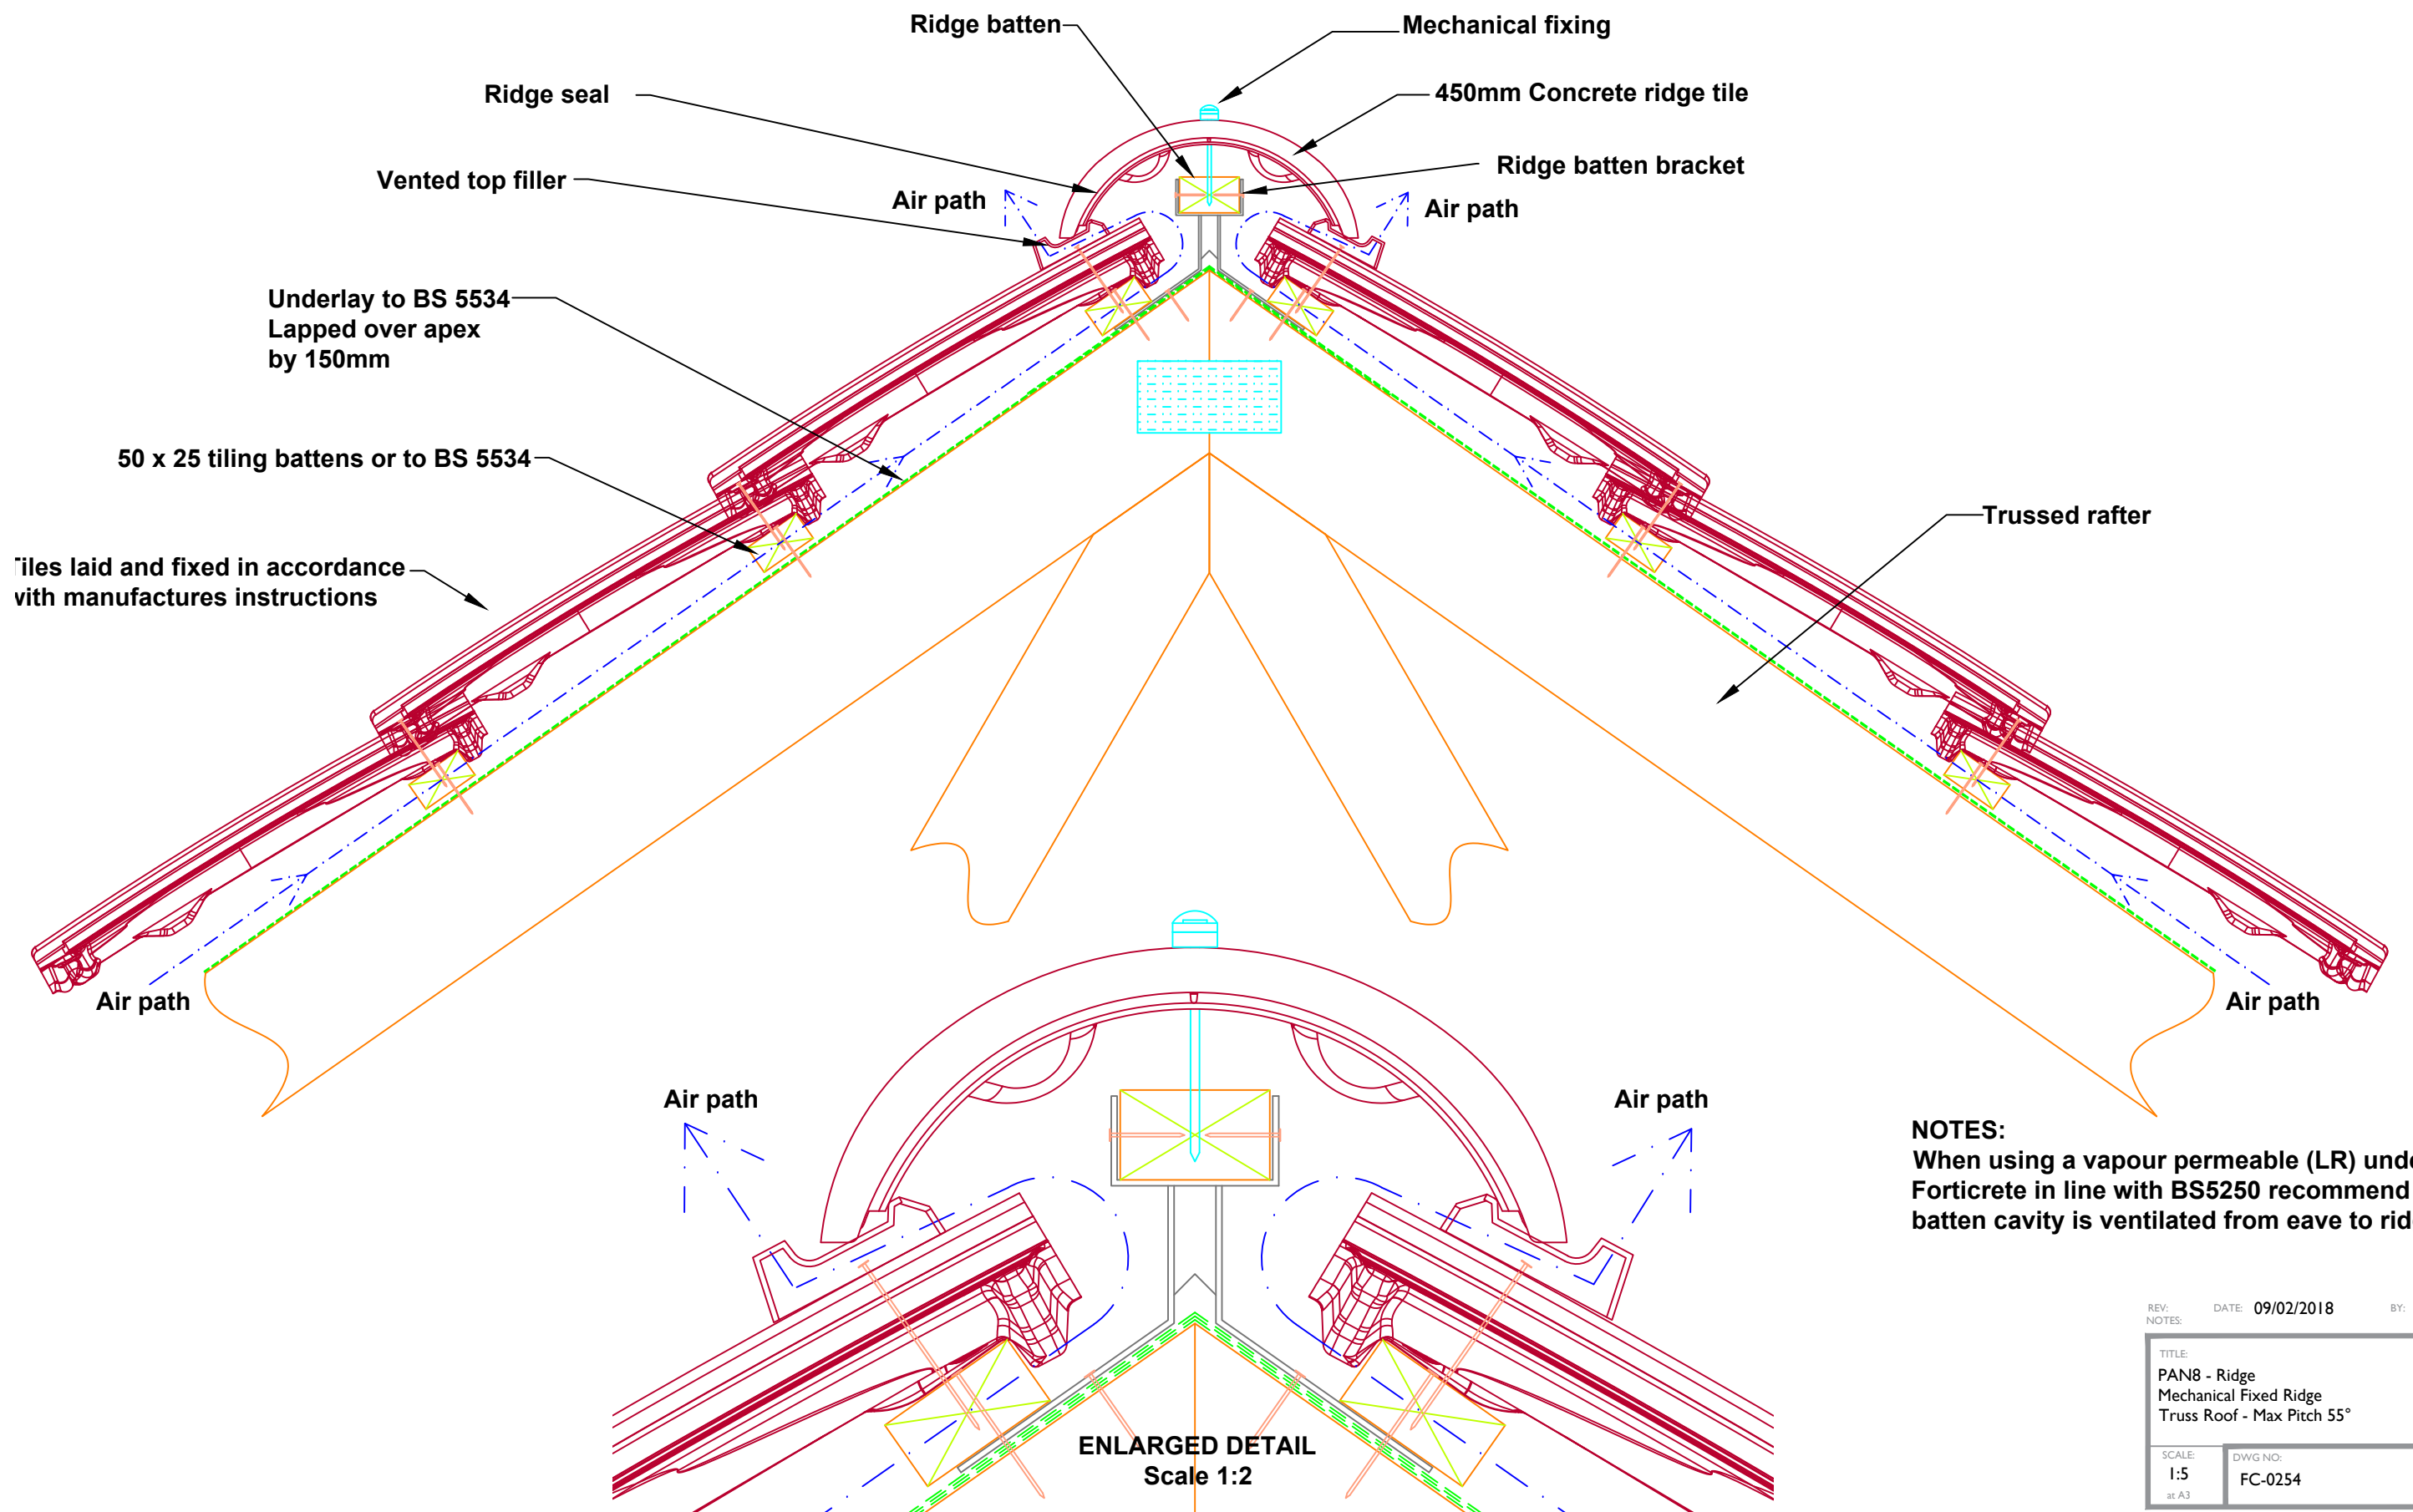 Ridge batten
Mechanical fixing
Ridge seal
450mm Concrete ridge tile
Vented top filler
Ridge batten bracket
Air path
Air path
Underlay to BS 5534
Lapped over apex
by 150mm
50 x 25 tiling battens or to BS 5534
Trussed rafter
Tiles laid and fixed in accordance
with manufactures instructions
Air path
Air path
Air path
Air path
NOTES:
When using a vapour permeable (LR)
Forticrete in line with BS5250 recommend
batten cavity is ventilated from eave to
ENLARGED DETAIL
Scale 1:2
REV: DATE: 09/02/2018 BY:
NOTES:
TITLE:
PAN8 - Ridge
Mechanical Fixed Ridge
Truss Roof - Max Pitch 55°
SCALE: DWG NO:
1:5 FC-0254
at A3